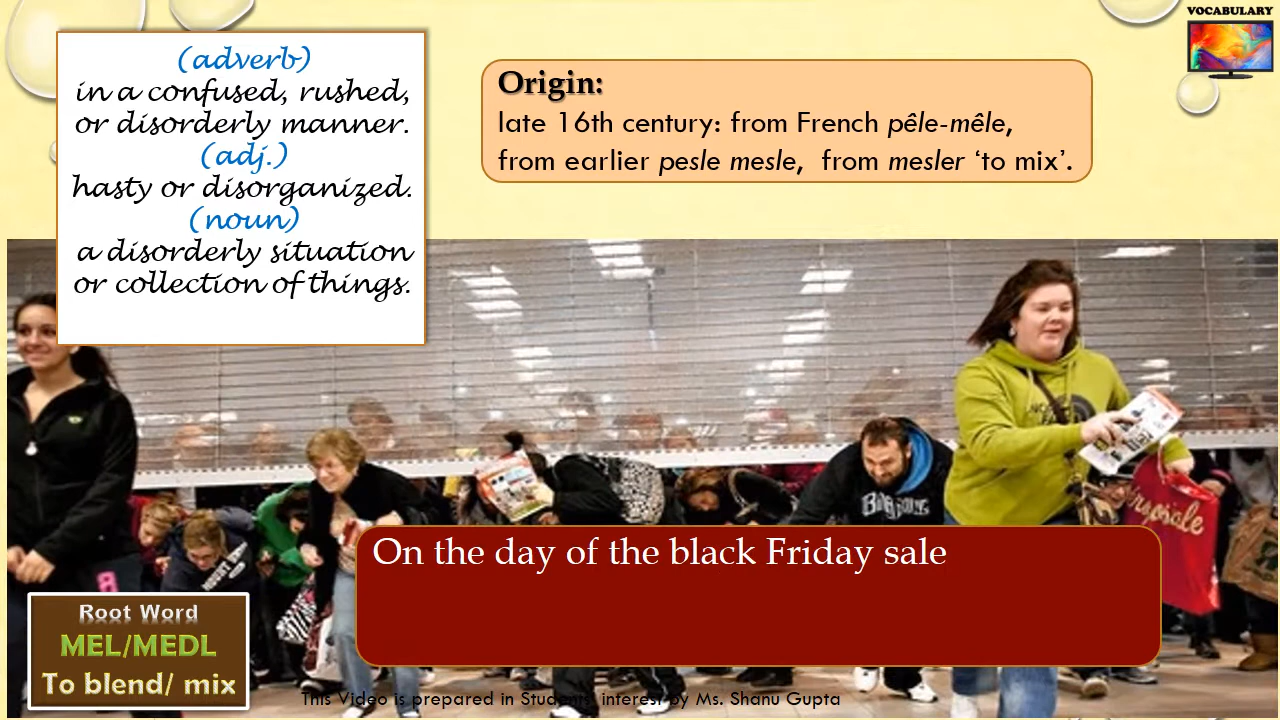 VOCABULARY
(adverb)
in a confused, rushed,
or disorderly manner.
(adj.)
hasty or disorganized.
(noun)
a disorderly situation
or collection of things.
Origin:
late 16th century: from French pêle-mêle,
from earlier pesle mesle, from mesler ‘to mix’.
On the day of the black Friday sale
Root Word
MEL/MEDL
To blend/ mix
This Video is prepared in Students' interest by Ms. Shanu Gupta